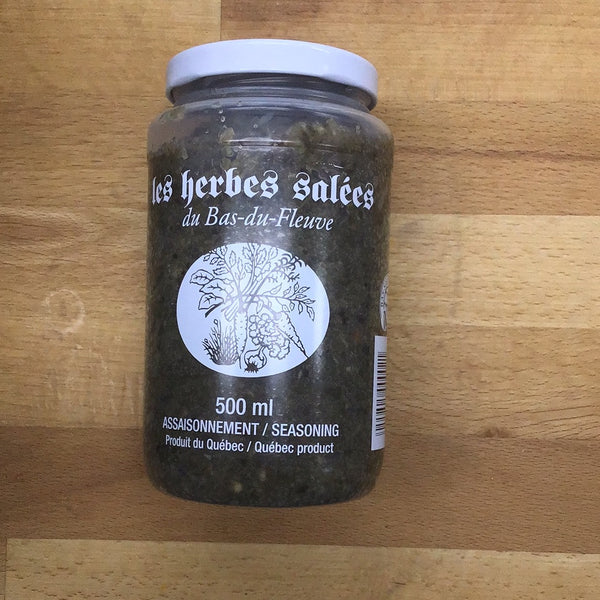 les herbes salées
du Bas-du-Fleuve
500 ml
ASSAISONNEMENT / SEASONING
Produit du Québec / Québec product